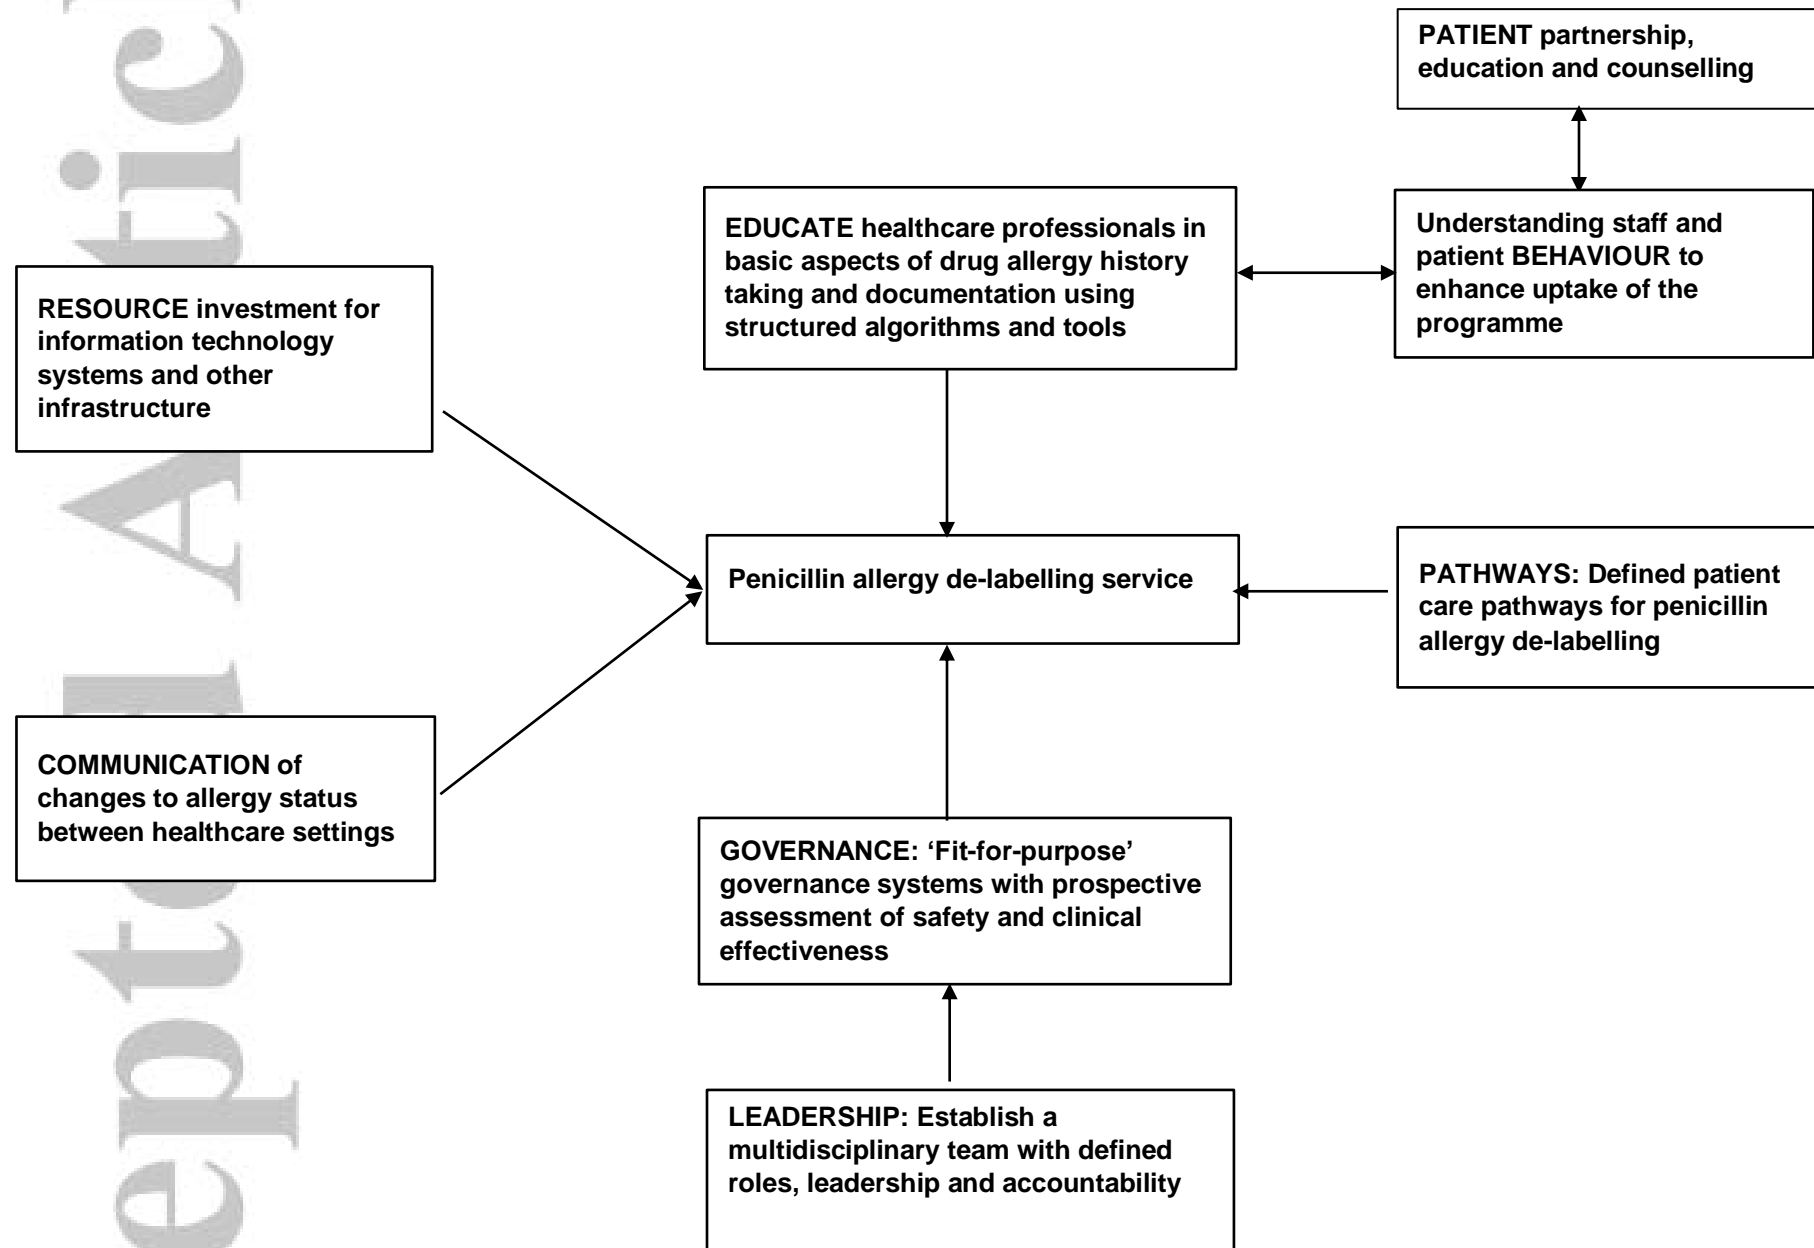 PATIENT partnership,
education and counselling
EDUCATE healthcare professionals in
basic aspects of drug allergy history
taking and documentation using
structured algorithms and tools
Understanding staff and
patient BEHAVIOUR to
enhance uptake of the
programme
RESOURCE investment for
information technology
systems and other
infrastructure
Penicillin allergy de-labelling service
PATHWAYS: Defined patient
care pathways for penicillin
allergy de-labelling
COMMUNICATION of
changes to allergy status
between healthcare settings
GOVERNANCE: ‘Fit-for-purpose’
governance systems with prospective
assessment of safety and clinical
effectiveness
LEADERSHIP: Establish a
multidisciplinary team with defined
roles, leadership and accountability
epted Articl